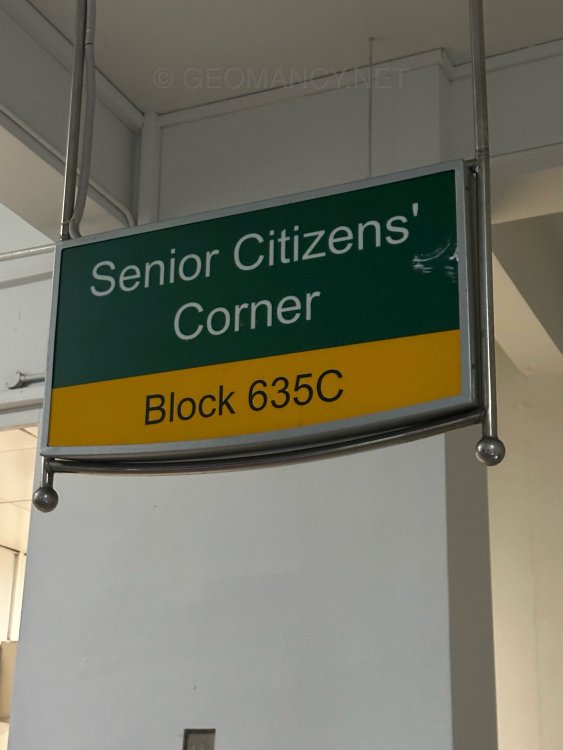 © GEOMANCY.NET
Senior Citizens'
Corner
Block 635C